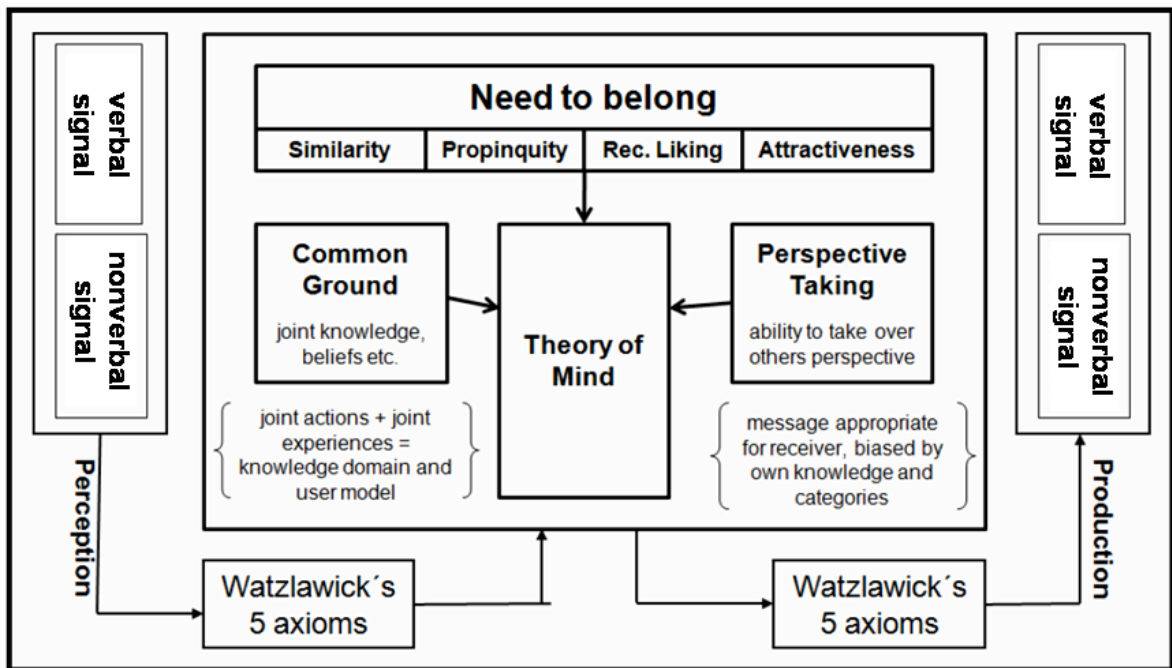 verbal
signal
nonverbal
signal
Perception
Need to belong
Similarity
Propinquity
Rec. Liking
Attractiveness
Common
Ground
joint knowledge,
beliefs etc.
joint actions + joint
experiences =
knowledge domain and
user model
Theory of
Mind
Perspective
Taking
ability to take over
others perspective
message appropriate
for receiver, biased by
own knowledge and
categories
Watzlawick´s
5 axioms
Watzlawick´s
5 axioms
verbal
signal
nonverbal
signal
Production